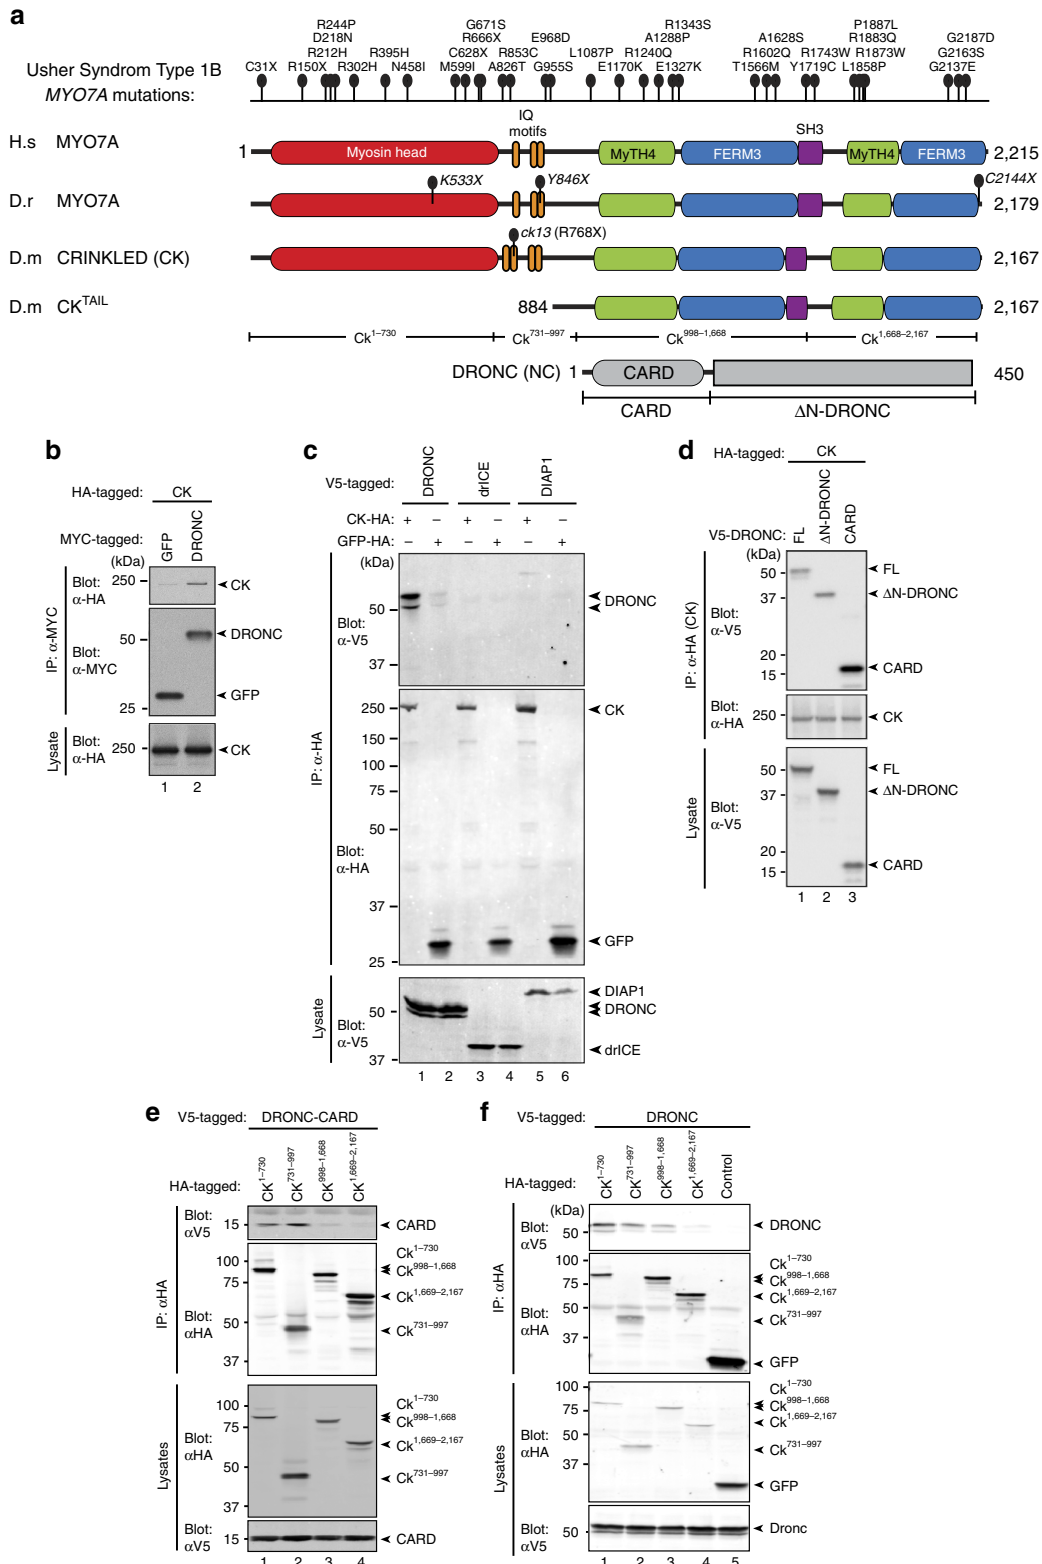 a
R244P G671S R1343S P1887L
D218N R666X E968D A1288P A1628S R1883Q G2187D
R212H R395H C628X R853C L1087P R1240Q R1602Q R1743W R1873W G2163S
Usher Syndrom Type 1B C31X R150X R302H N458I M599I A826T G955S E1170K E1327K T1566M Y1719C L1858P G2137E
MYO7A mutations:
IQ motifs
SH3
H.s MYO7A 1 Myosin head MyTH4 FERM3 MyTH4 FERM3 2,215
K533X Y846X C2144X
D.r MYO7A 2,179
ck13 (R768X)
D.m CRINKLED (CK) 2,167
D.m CK^TAIL 884 2,167
Ck^1–730 Ck^731–997 Ck^998–1,668 Ck^1,668–2,167
DRONC (NC) 1 CARD 450
CARD ΔN-DRONC
b
HA-tagged: CK
MYC-tagged: GFP DRONC
(kDa)
IP: α-MYC
Blot: α-HA 250 CK
Blot: α-MYC 50 25 DRONC GFP
Lysate Blot: α-HA 250 CK
1 2
c
V5-tagged: DRONC drICE DIAP1
CK-HA: + – + – + –
GFP-HA: – + – + – +
(kDa)
IP: α-HA
Blot: α-V5 50 37 DRONC
Blot: α-HA 250 150 100 75 50 37 25 CK GFP
Lysate Blot: α-V5 50 37 DIAP1 DRONC drICE
1 2 3 4 5 6
d
HA-tagged: CK
V5-DRONC: FL ΔN-DRONC CARD
(kDa)
IP: α-HA (CK)
Blot: α-V5 50 37 20 15 FL ΔN-DRONC CARD
Blot: α-HA 250 CK
Lysate Blot: α-V5 50 37 20 15 FL ΔN-DRONC CARD
1 2 3
e
V5-tagged: DRONC-CARD
HA-tagged: CK^1–730 CK^731–997 CK^998–1,668 CK^1,669–2,167
IP: αHA
Blot: αV5 15 CARD
Blot: αHA 100 75 50 37 Ck^1–730 Ck^998–1,668 Ck^1,669–2,167 Ck^731–997
Lysates
Blot: αHA 100 75 50 37 Ck^1–730 Ck^998–1,668 Ck^1,669–2,167 Ck^731–997
Blot: αV5 15 CARD
1 2 3 4
f
V5-tagged: DRONC
HA-tagged: CK^1–730 CK^731–997 CK^998–1,668 CK^1,669–2,167 Control
(kDa)
IP: αHA
Blot: αV5 50 DRONC
Blot: αHA 100 75 50 37 Ck^1–730 Ck^998–1,668 Ck^1,669–2,167 Ck^731–997 GFP
Lysates
Blot: αHA 100 75 50 37 Ck^1–730 Ck^998–1,668 Ck^1,669–2,167 Ck^731–997 GFP
Blot: αV5 50 Dronc
1 2 3 4 5